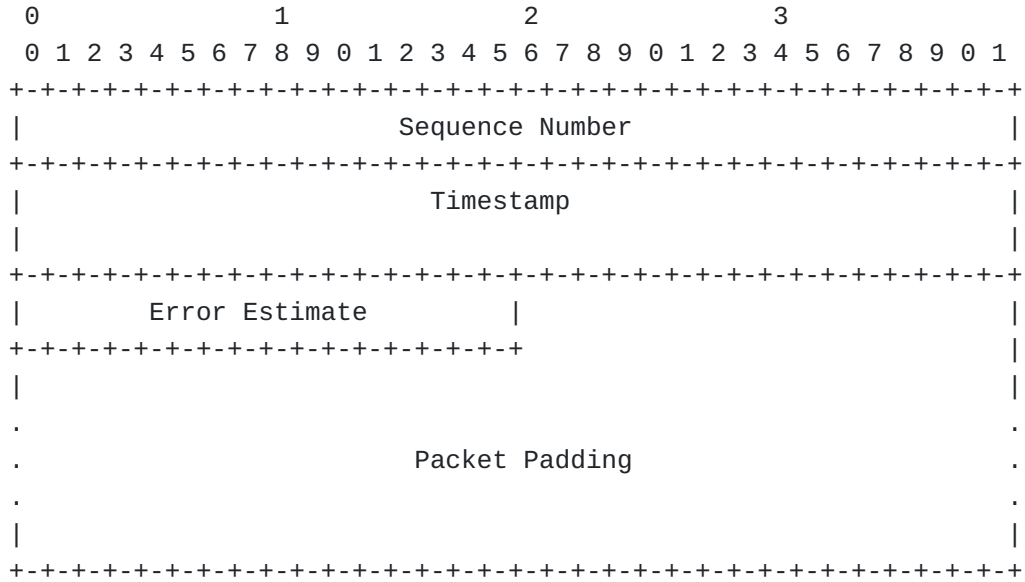 0                   1                   2                   3
 0 1 2 3 4 5 6 7 8 9 0 1 2 3 4 5 6 7 8 9 0 1 2 3 4 5 6 7 8 9 0 1
+-+-+-+-+-+-+-+-+-+-+-+-+-+-+-+-+-+-+-+-+-+-+-+-+-+-+-+-+-+-+-+-+
|                        Sequence Number                        |
+-+-+-+-+-+-+-+-+-+-+-+-+-+-+-+-+-+-+-+-+-+-+-+-+-+-+-+-+-+-+-+-+
|                          Timestamp                            |
|                                                               |
+-+-+-+-+-+-+-+-+-+-+-+-+-+-+-+-+-+-+-+-+-+-+-+-+-+-+-+-+-+-+-+-+
|        Error Estimate         |                               |
+-+-+-+-+-+-+-+-+-+-+-+-+-+-+-+-+                               |
|                                                               |
.                                                               .
.                         Packet Padding                        .
.                                                               .
|                                                               |
+-+-+-+-+-+-+-+-+-+-+-+-+-+-+-+-+-+-+-+-+-+-+-+-+-+-+-+-+-+-+-+-+